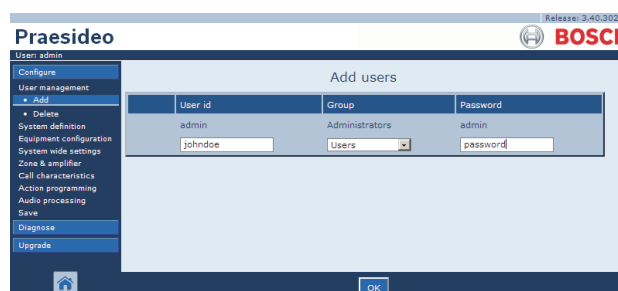 Release: 3.40.302
Praesideo
BOSCH
User: admin
Configure
User management
• Add
• Delete
System definition
Equipment configuration
System wide settings
Zone & amplifier
Call characteristics
Action programming
Audio processing
Save
Diagnose
Upgrade
Add users
User id Group Password
admin Administrators admin
johndoe Users password
OK